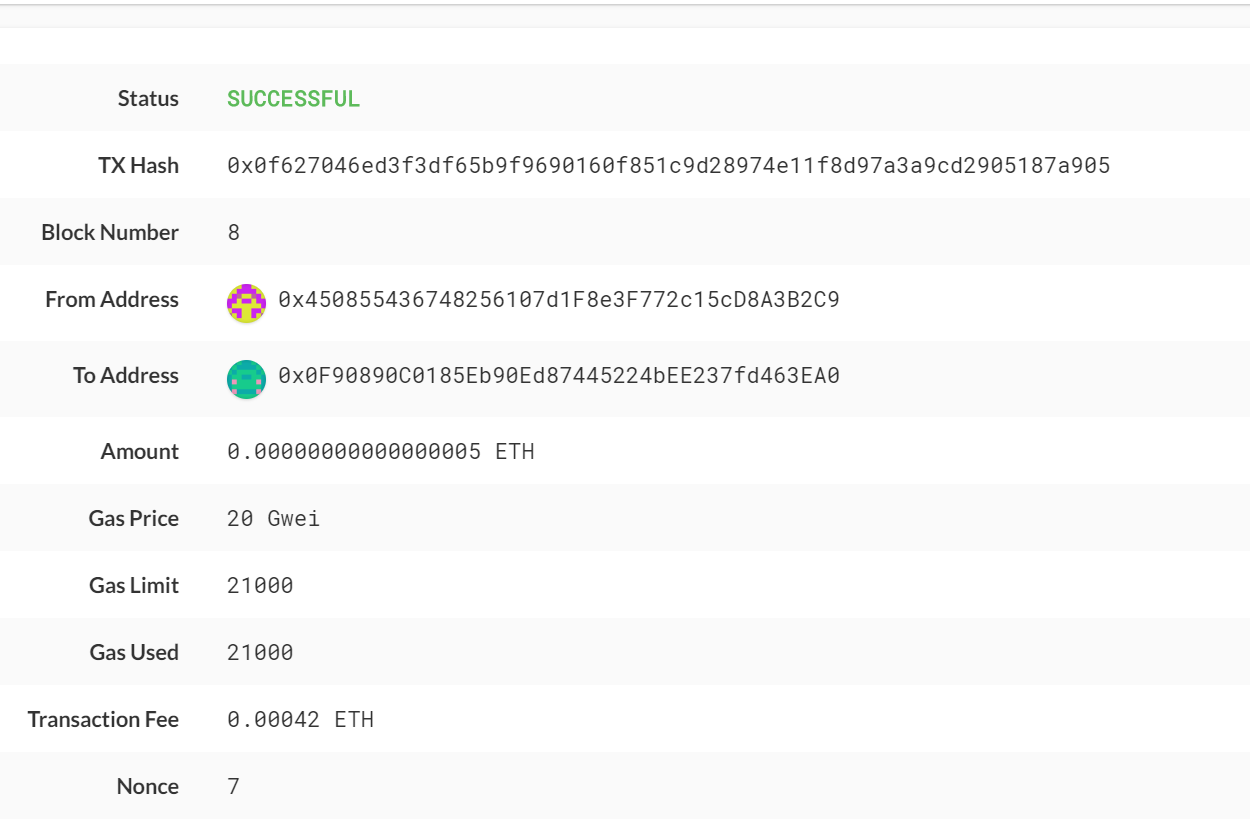 Status SUCCESSFUL
TX Hash 0x0f627046ed3f3df65b9f9690160f851c9d28974e11f8d97a3a9cd2905187a905
Block Number 8
From Address 0x450855436748256107d1F8e3F772c15cD8A3B2C9
To Address 0x0F90890C0185Eb90Ed87445224bEE237fd463EA0
Amount 0.00000000000000005 ETH
Gas Price 20 Gwei
Gas Limit 21000
Gas Used 21000
Transaction Fee 0.00042 ETH
Nonce 7